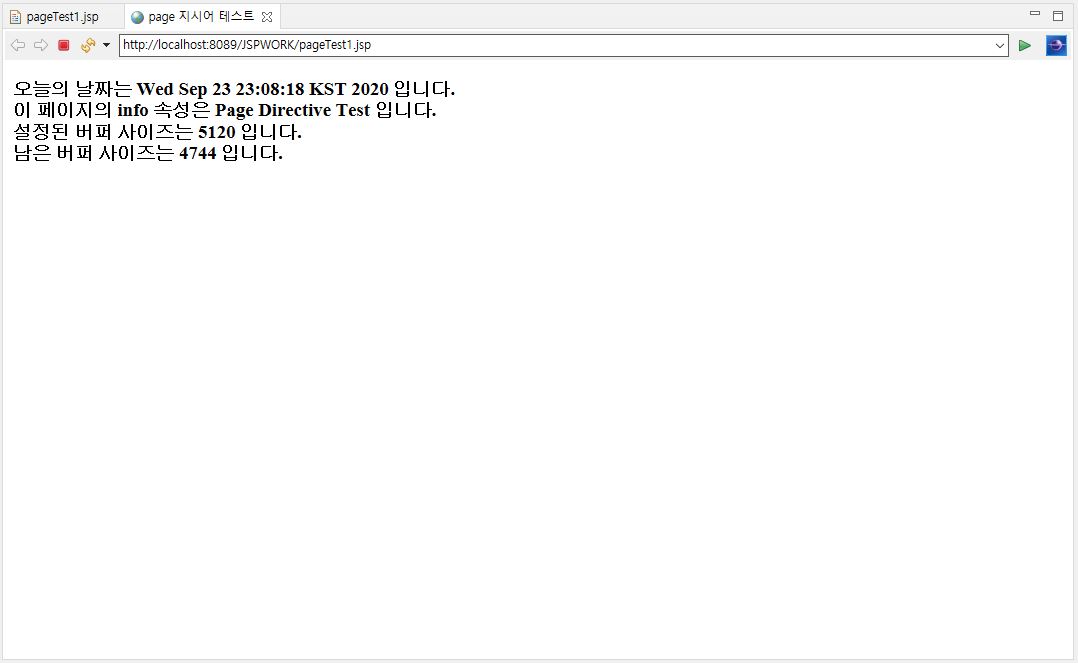 pageTest1.jsp
page 지시어 테스트
http://localhost:8089/JSPWORK/pageTest1.jsp
오늘의 날짜는 Wed Sep 23 23:08:18 KST 2020 입니다.
이 페이지의 info 속성은 Page Directive Test 입니다.
설정된 버퍼 사이즈는 5120 입니다.
남은 버퍼 사이즈는 4744 입니다.